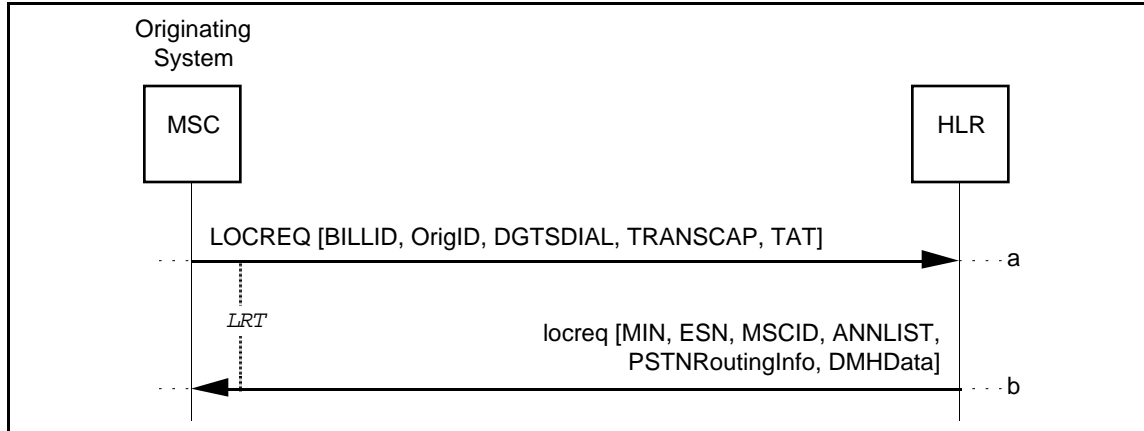 Originating
System
MSC
HLR
LOCREQ [BILLID, OrigID, DGTSDIAL, TRANSCAP, TAT]
a
LRT
locreq [MIN, ESN, MSCID, ANNLIST,
PSTNRoutingInfo, DMHData]
b